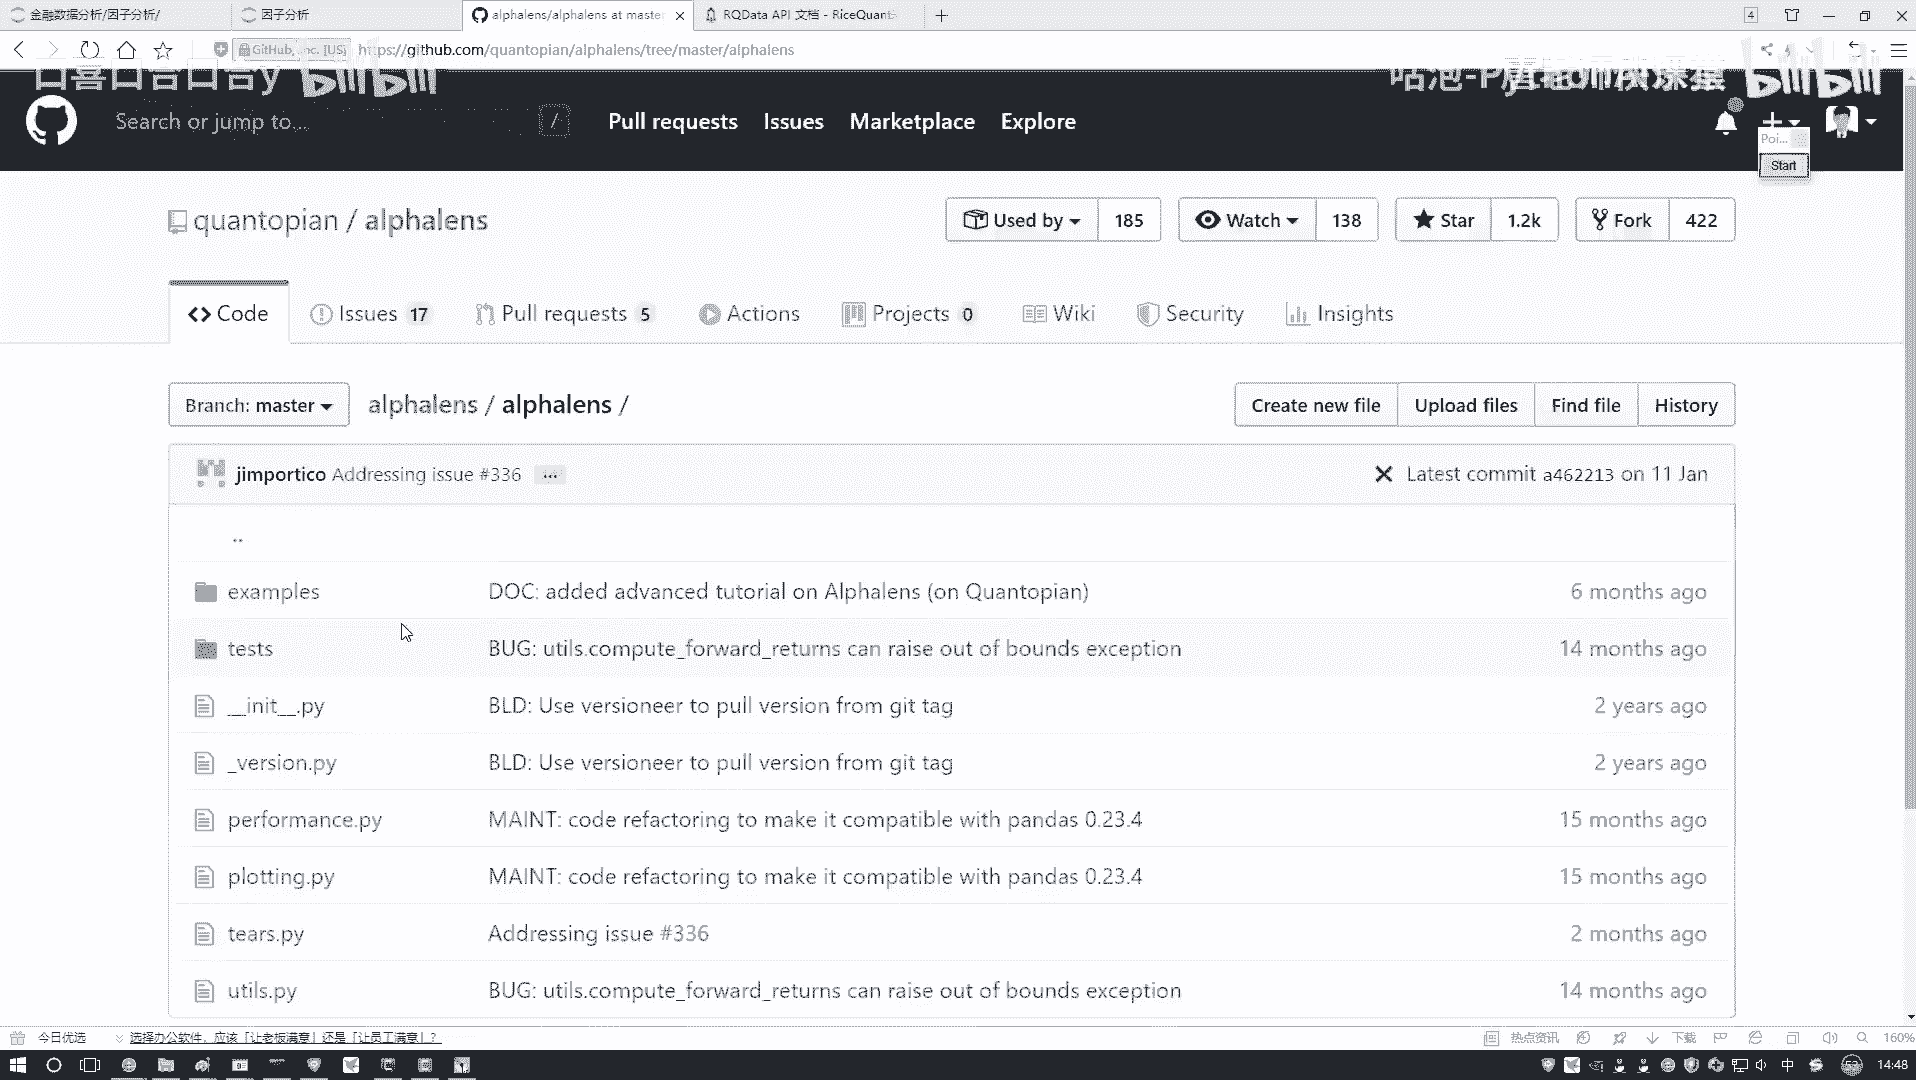 金融数据分析/因子分析/
因子分析
alphalens/alphalens at master
RQData API 文档 - RiceQuant
4
GitHub, Inc. [US]
https://github.com/quantopian/alphalens/tree/master/alphalens
bilibili
bilibili
Search or jump to...
/
Pull requests
Issues
Marketplace
Explore
Poi...
Start
quantopian / alphalens
Used by
185
Watch
138
Star
1.2k
Fork
422
Code
Issues 17
Pull requests 5
Actions
Projects 0
Wiki
Security
Insights
Branch: master
alphalens / alphalens /
Create new file
Upload files
Find file
History
jimportico Addressing issue #336 ...
Latest commit a462213 on 11 Jan
..
examples DOC: added advanced tutorial on Alphalens (on Quantopian) 6 months ago
tests BUG: utils.compute_forward_returns can raise out of bounds exception 14 months ago
__init__.py BLD: Use versioneer to pull version from git tag 2 years ago
_version.py BLD: Use versioneer to pull version from git tag 2 years ago
performance.py MAINT: code refactoring to make it compatible with pandas 0.23.4 15 months ago
plotting.py MAINT: code refactoring to make it compatible with pandas 0.23.4 15 months ago
tears.py Addressing issue #336 2 months ago
utils.py BUG: utils.compute_forward_returns can raise out of bounds exception 14 months ago
今日优选
选择办公软件，应该「让老板满意」还是「让员工满意」？
热点资讯
下载
160%
中
53
14:48